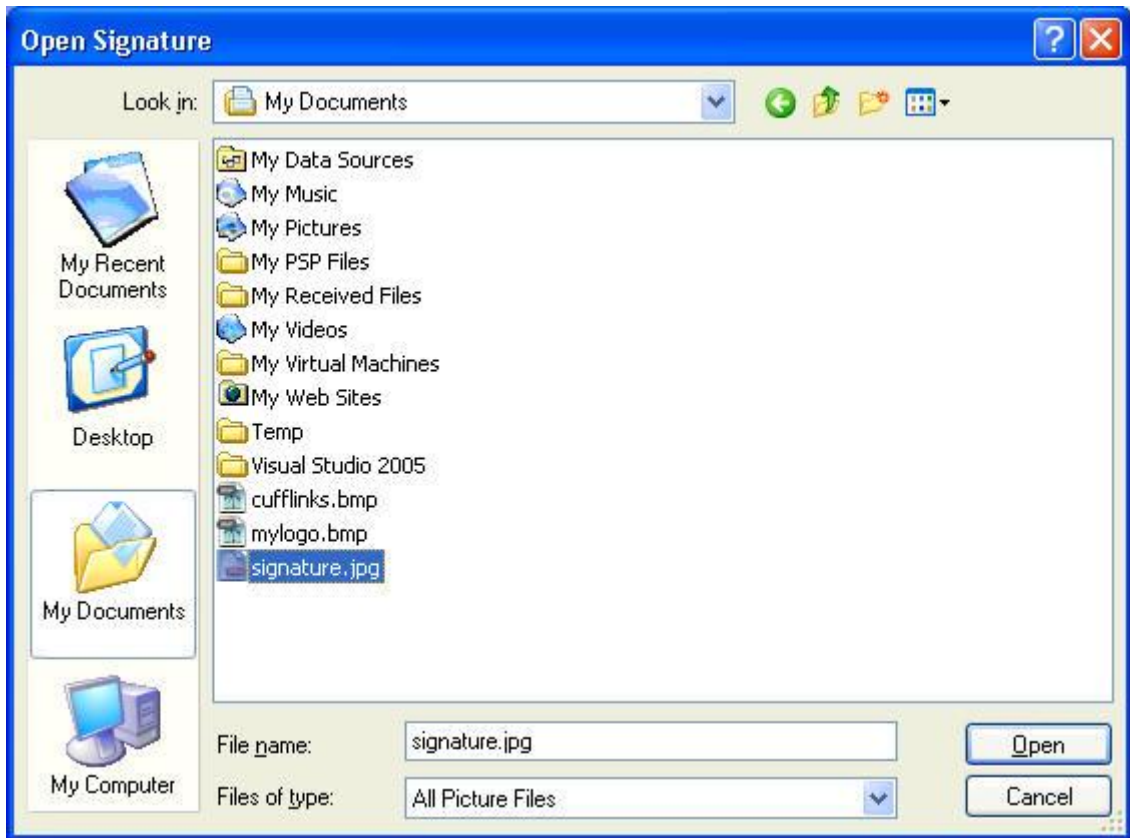 Open Signature
Look in: My Documents
My Recent
Documents
Desktop
My Documents
My Computer
My Data Sources
My Music
My Pictures
My PSP Files
My Received Files
My Videos
My Virtual Machines
My Web Sites
Temp
Visual Studio 2005
cufflinks.bmp
mylogo.bmp
signature.jpg
File name: signature.jpg Open
Files of type: All Picture Files Cancel